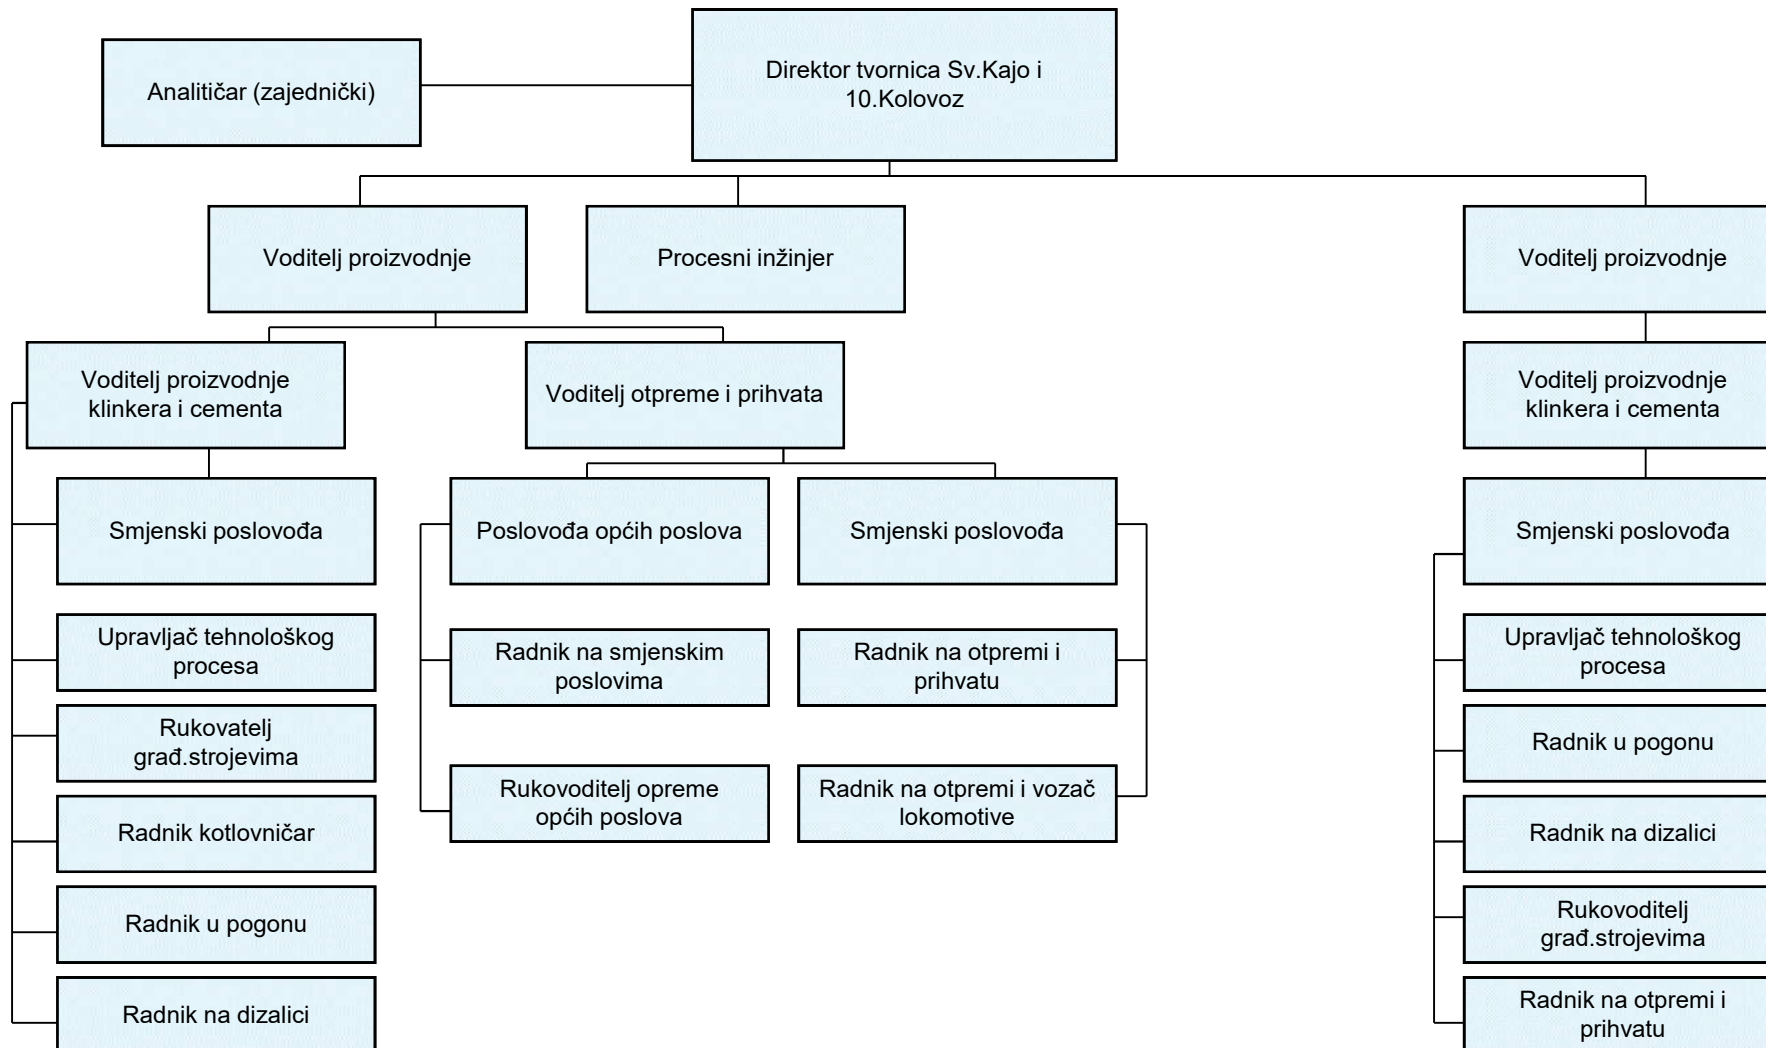 Analitičar (zajednički)
Direktor tvornica Sv.Kajo i
10.Kolovoz
Voditelj proizvodnje
Procesni inžinjer
Voditelj proizvodnje
Voditelj proizvodnje
klinkera i cementa
Voditelj otpreme i prihvata
Voditelj proizvodnje
klinkera i cementa
Smjenski poslovođa
Poslovođa općih poslova
Smjenski poslovođa
Smjenski poslovođa
Upravljač tehnološkog
procesa
Radnik na smjenskim
poslovima
Radnik na otpremi i
prihvatu
Upravljač tehnološkog
procesa
Rukovatelj
građ.strojevima
Radnik u pogonu
Rukovoditelj opreme
općih poslova
Radnik na otpremi i vozač
lokomotive
Radnik kotlovničar
Radnik na dizalici
Radnik u pogonu
Rukovoditelj
građ.strojevima
Radnik na dizalici
Radnik na otpremi i
prihvatu